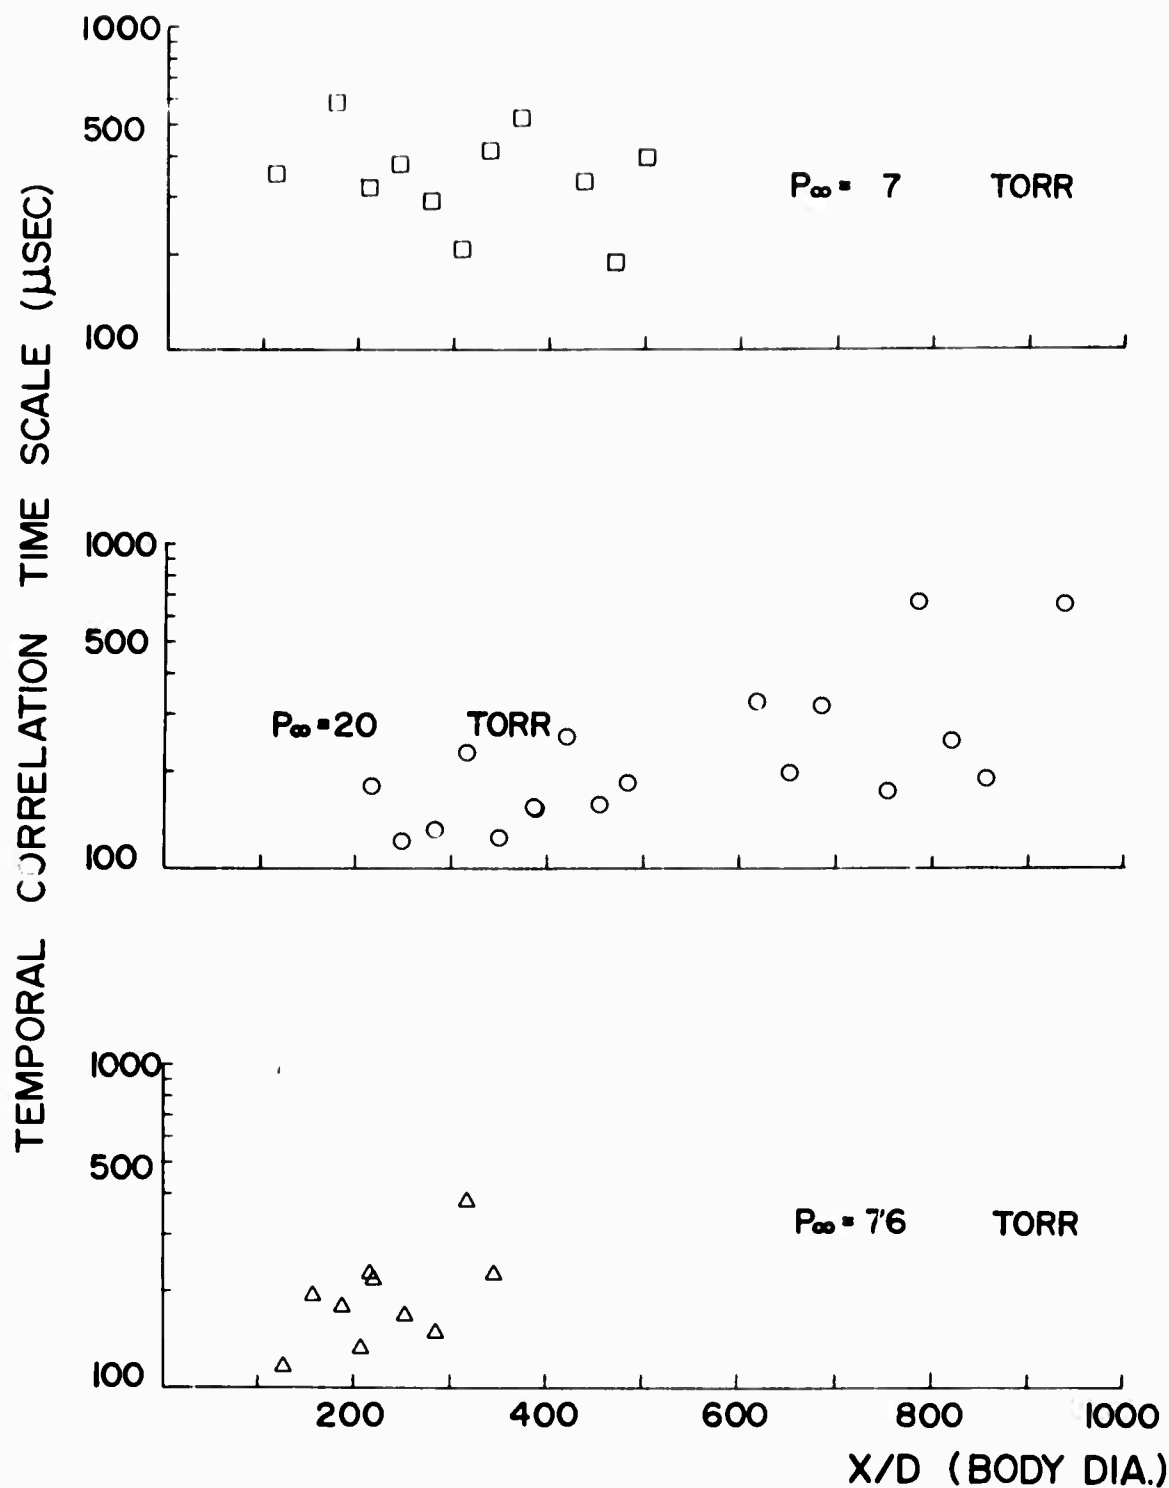 TEMPORAL CORRELATION TIME SCALE (µSEC)
1000
500
100
P∞ = 7 TORR
1000
500
100
P∞ = 20 TORR
1000
500
100
P∞ = 76 TORR
200 400 600 800 1000
X/D (BODY DIA.)